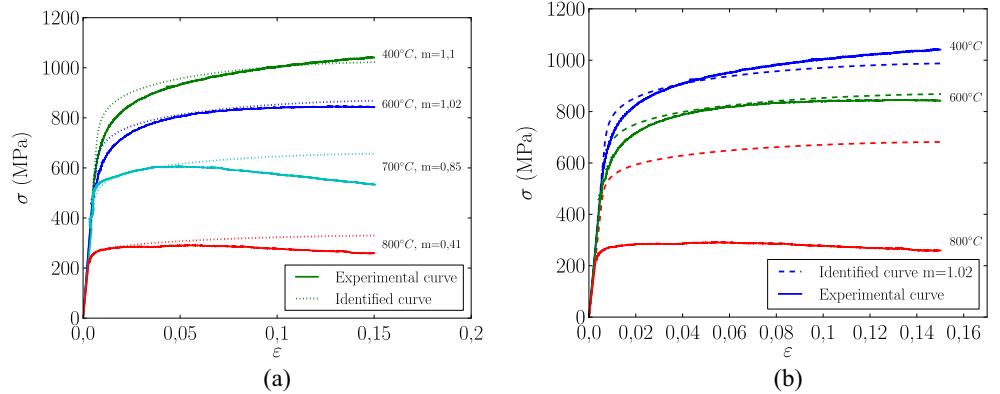 1200
1000
800
600
400
200
0
0,0
0,05
0,1
0,15
0,2
σ (MPa)
ε
400°C, m=1,1
600°C, m=1,02
700°C, m=0,85
800°C, m=0,41
Experimental curve
Identified curve
(a)
1200
1000
800
600
400
200
0
0,0
0,02
0,04
0,06
0,08
0,1
0,12
0,14
0,16
σ (MPa)
ε
400°C
600°C
800°C
Identified curve m=1.02
Experimental curve
(b)